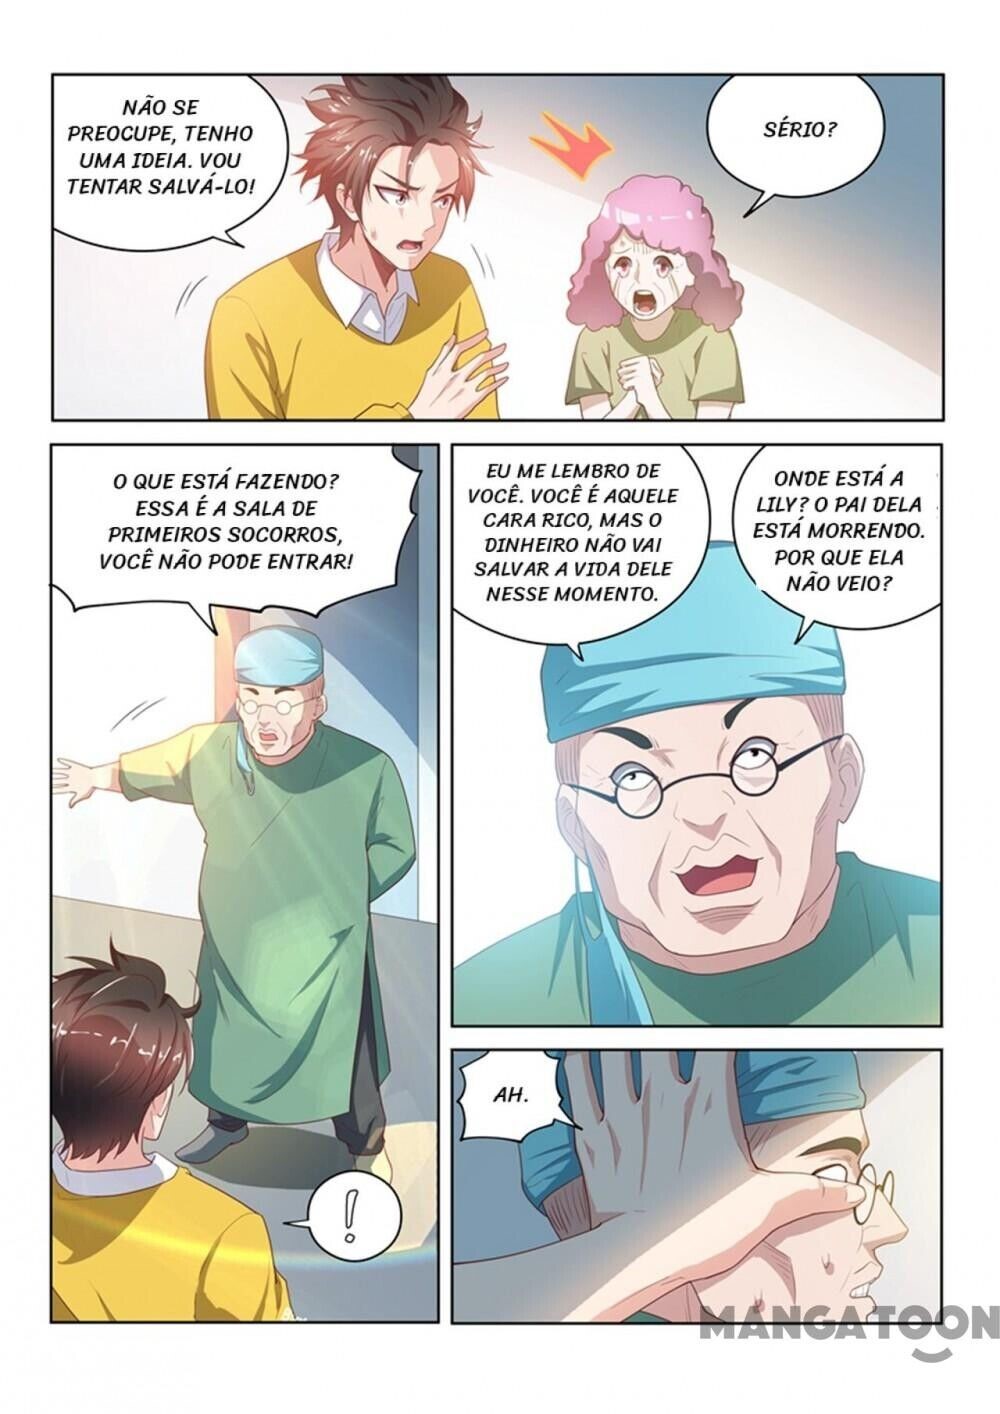 NÃO SE
PREOCUPE, TENHO
UMA IDEIA. VOU
TENTAR SALVÁ-LO!
SÉRIO?
O QUE ESTÁ FAZENDO?
ESSA É A SALA DE
PRIMEIROS SOCORROS,
VOCÊ NÃO PODE ENTRAR!
!
EU ME LEMBRO DE
VOCÊ. VOCÊ É AQUELE
CARA RICO, MAS O
DINHEIRO NÃO VAI
SALVAR A VIDA DELE
NESSE MOMENTO.
ONDE ESTÁ A
LILY? O PAI DELA
ESTÁ MORRENDO.
POR QUE ELA
NÃO VEIO?
AH.
MANGATOON